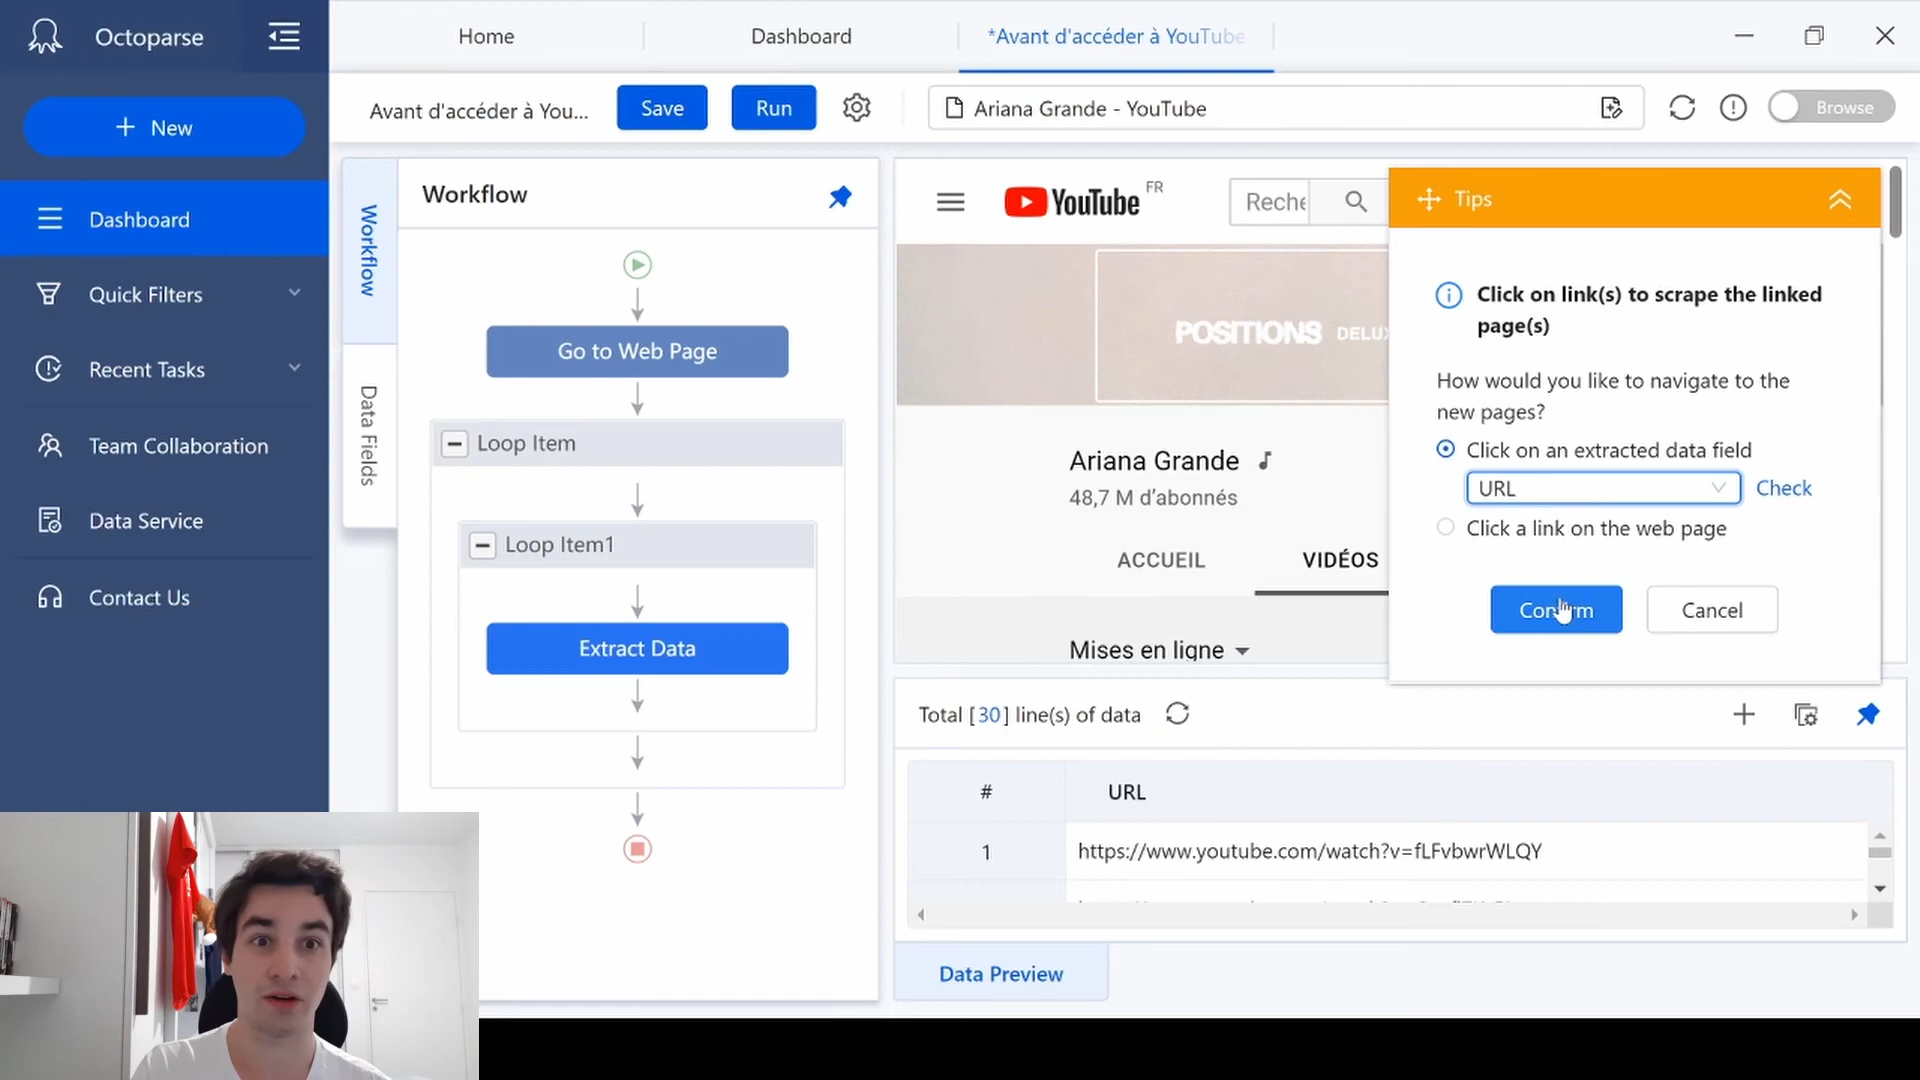 Octoparse
Home
Dashboard
*Avant d'accéder à YouTube
New
Avant d'accéder à You...
Save
Run
Ariana Grande - YouTube
Browse
Dashboard
Quick Filters
Recent Tasks
Team Collaboration
Data Service
Contact Us
Workflow
Data Fields
Workflow
Go to Web Page
Loop Item
Loop Item1
Extract Data
YouTube FR
Reche
POSITIONS DELUX
Ariana Grande
48,7 M d'abonnés
ACCUEIL
VIDÉOS
Mises en ligne
Tips
Click on link(s) to scrape the linked
page(s)
How would you like to navigate to the
new pages?
Click on an extracted data field
URL
Check
Click a link on the web page
Confirm
Cancel
Total [30] line(s) of data
# URL
1 https://www.youtube.com/watch?v=fLFvbwrWLQY
Data Preview